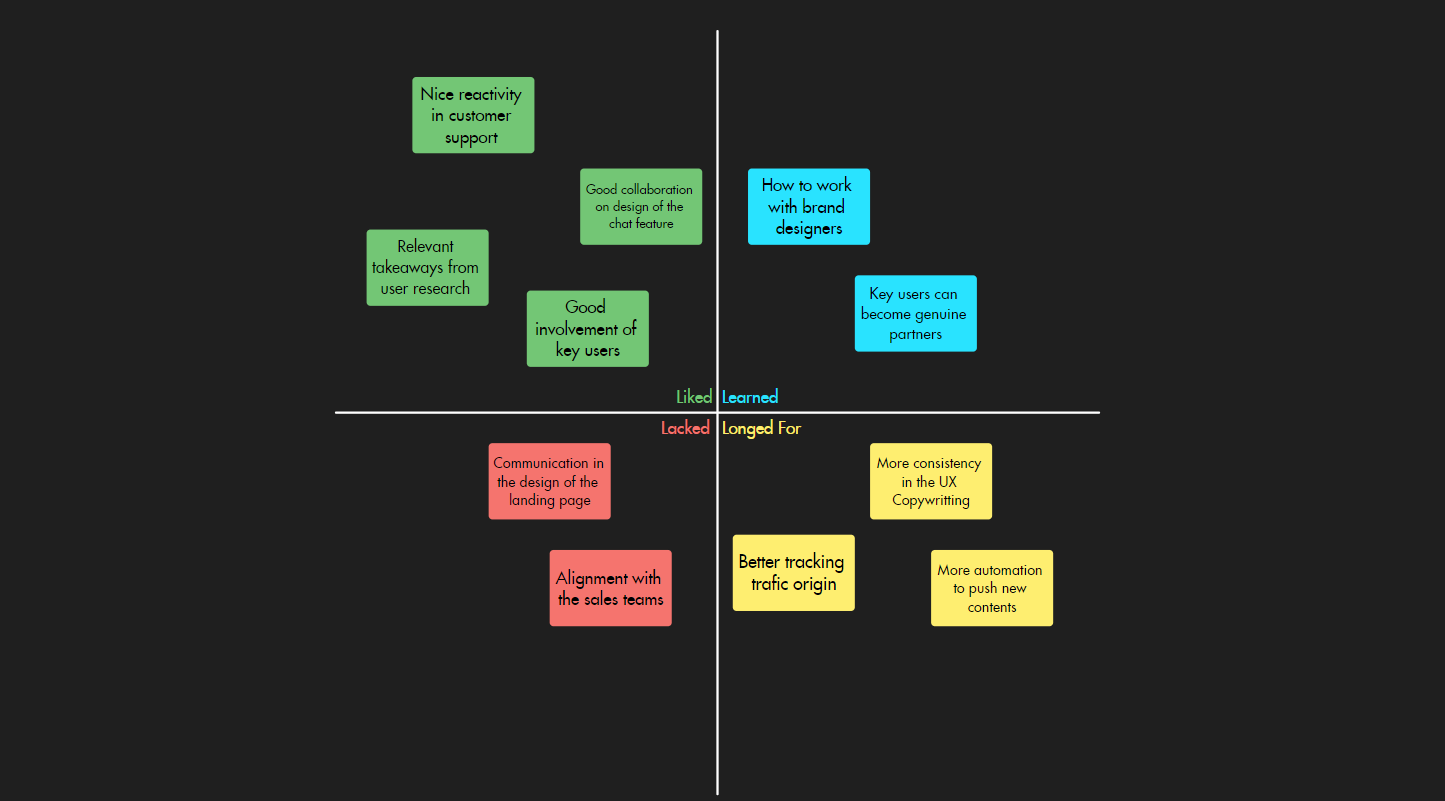 Nice reactivity
in customer
support
Good collaboration
on design of the
chat feature
Relevant
takeaways from
user research
Good
involvement of
key users
How to work
with brand
designers
Key users can
become genuine
partners
Liked
Learned
Lacked
Longed For
Communication in
the design of the
landing page
Alignment with
the sales teams
More consistency
in the UX
Copywritting
Better tracking
trafic origin
More automation
to push new
contents